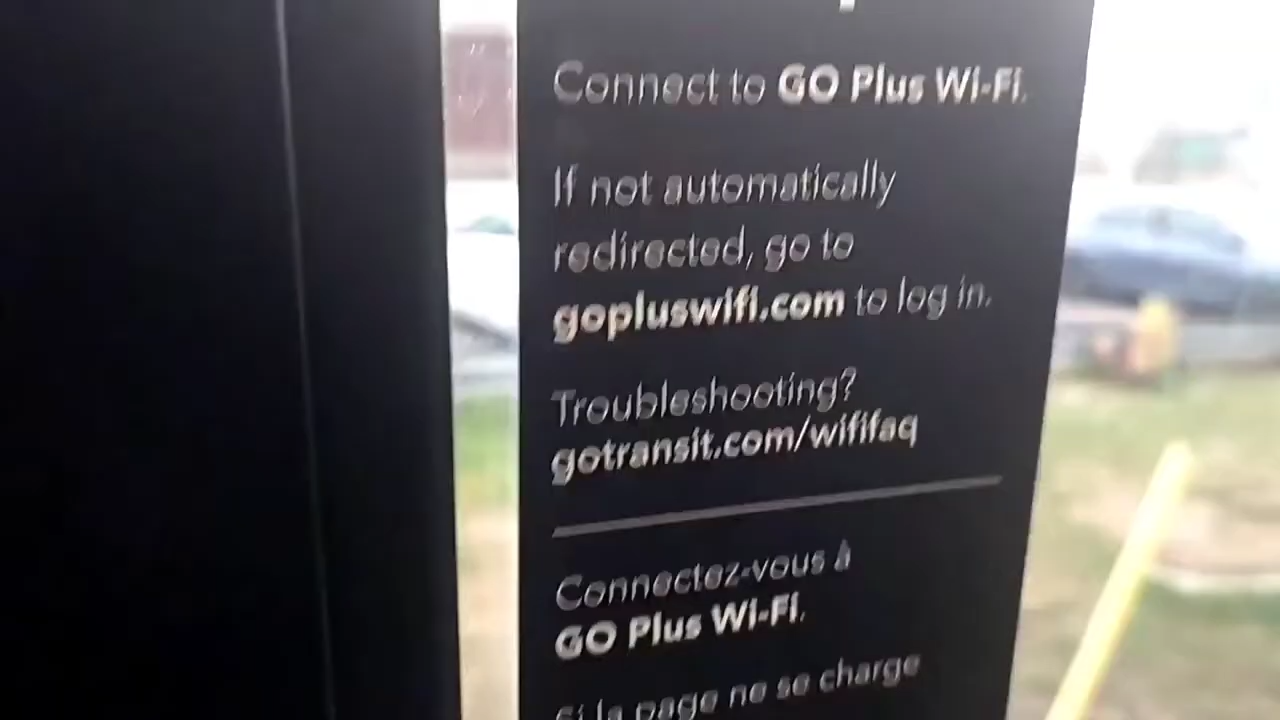 Connect to GO Plus Wi-Fi.
If not automatically
redirected, go to
gopluswifi.com to log in.
Troubleshooting?
gotransit.com/wififaq
Connectez-vous à
GO Plus Wi-Fi.
Si la page ne se charge